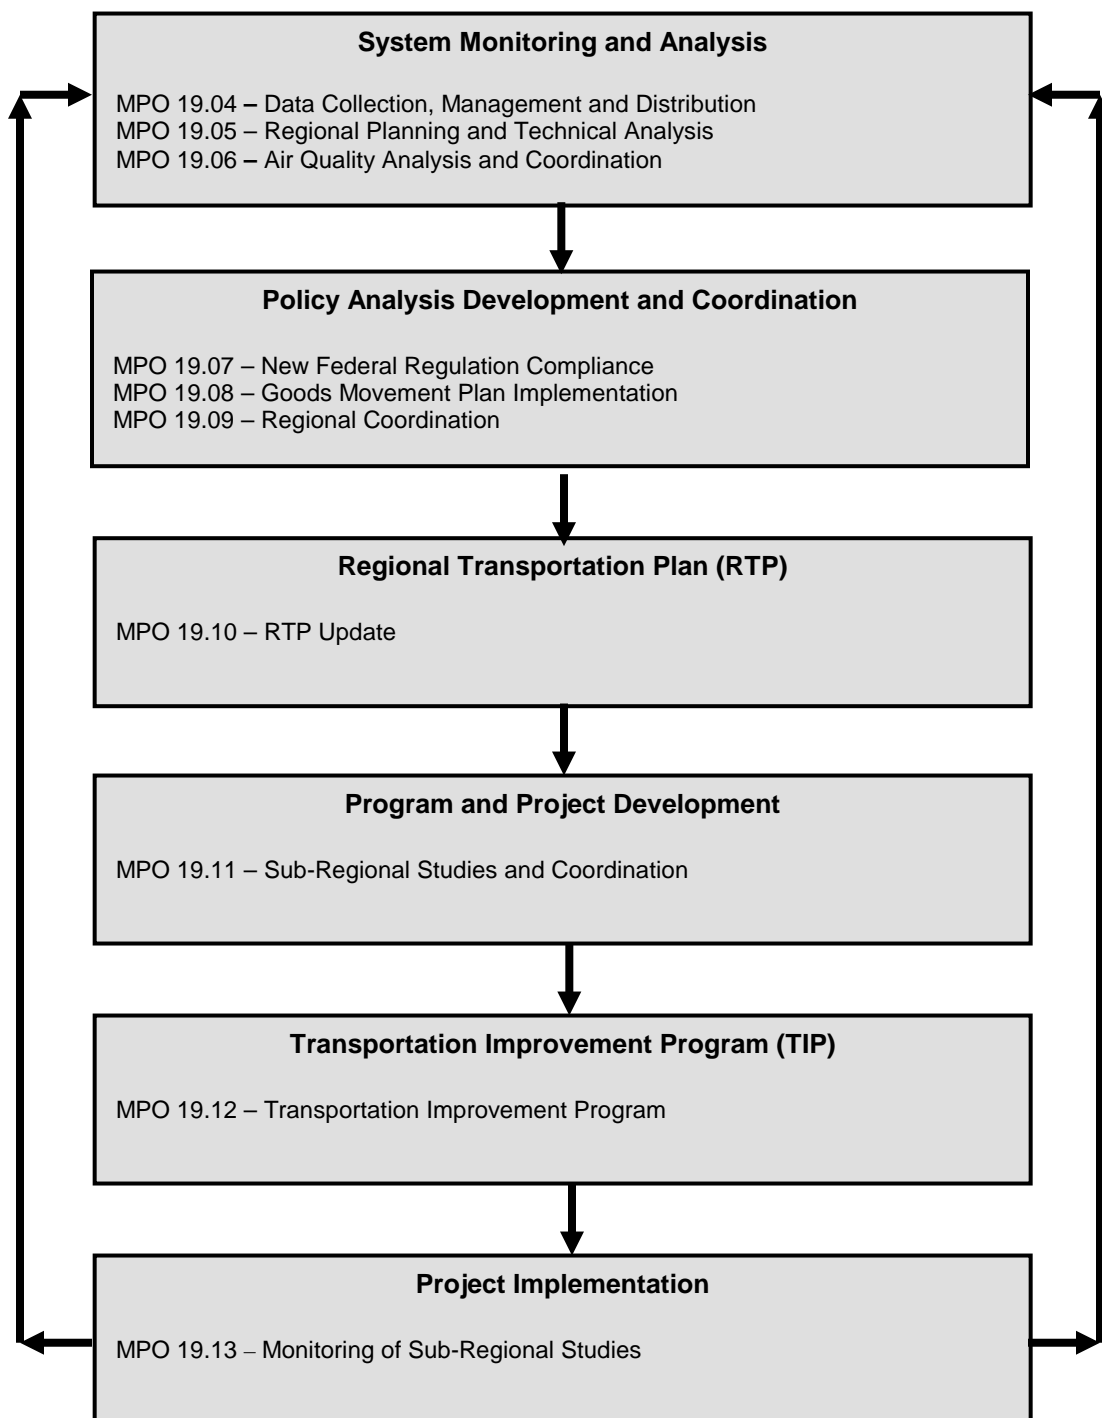 System Monitoring and Analysis
MPO 19.04 – Data Collection, Management and Distribution
MPO 19.05 – Regional Planning and Technical Analysis
MPO 19.06 – Air Quality Analysis and Coordination
Policy Analysis Development and Coordination
MPO 19.07 – New Federal Regulation Compliance
MPO 19.08 – Goods Movement Plan Implementation
MPO 19.09 – Regional Coordination
Regional Transportation Plan (RTP)
MPO 19.10 – RTP Update
Program and Project Development
MPO 19.11 – Sub-Regional Studies and Coordination
Transportation Improvement Program (TIP)
MPO 19.12 – Transportation Improvement Program
Project Implementation
MPO 19.13 – Monitoring of Sub-Regional Studies